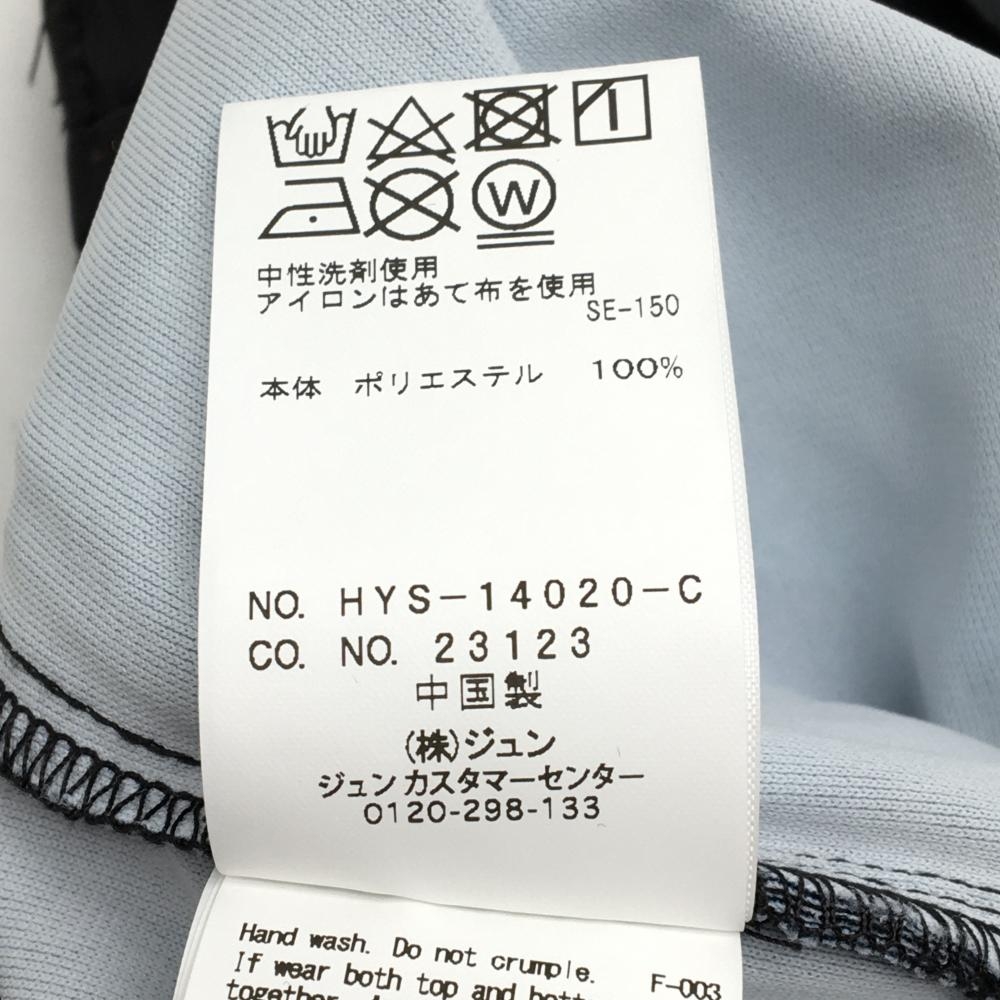 W
中性洗剤使用
アイロンはあて布を使用
SE-150
本体 ポリエステル 100%
NO. HYS-14020-C
CO. NO. 23123
中国製
(株)ジュン
ジュンカスタマーセンター
0120-298-133
Hand wash. Do not crumple.
If wear both top and
F-003
together.